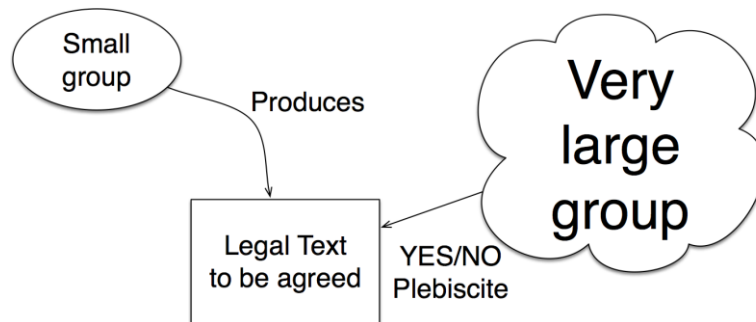 Small
group
Produces
Very
large
group
Legal Text
to be agreed
YES/NO
Plebiscite